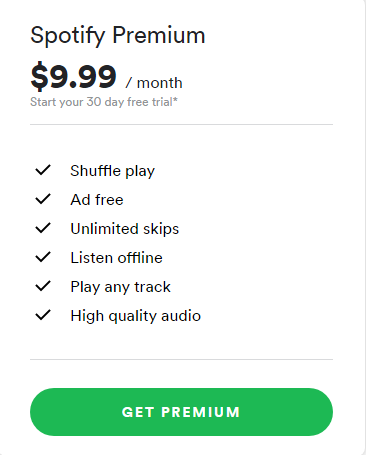 Spotify Premium
$9.99 / month
Start your 30 day free trial*
Shuffle play
Ad free
Unlimited skips
Listen offline
Play any track
High quality audio
GET PREMIUM